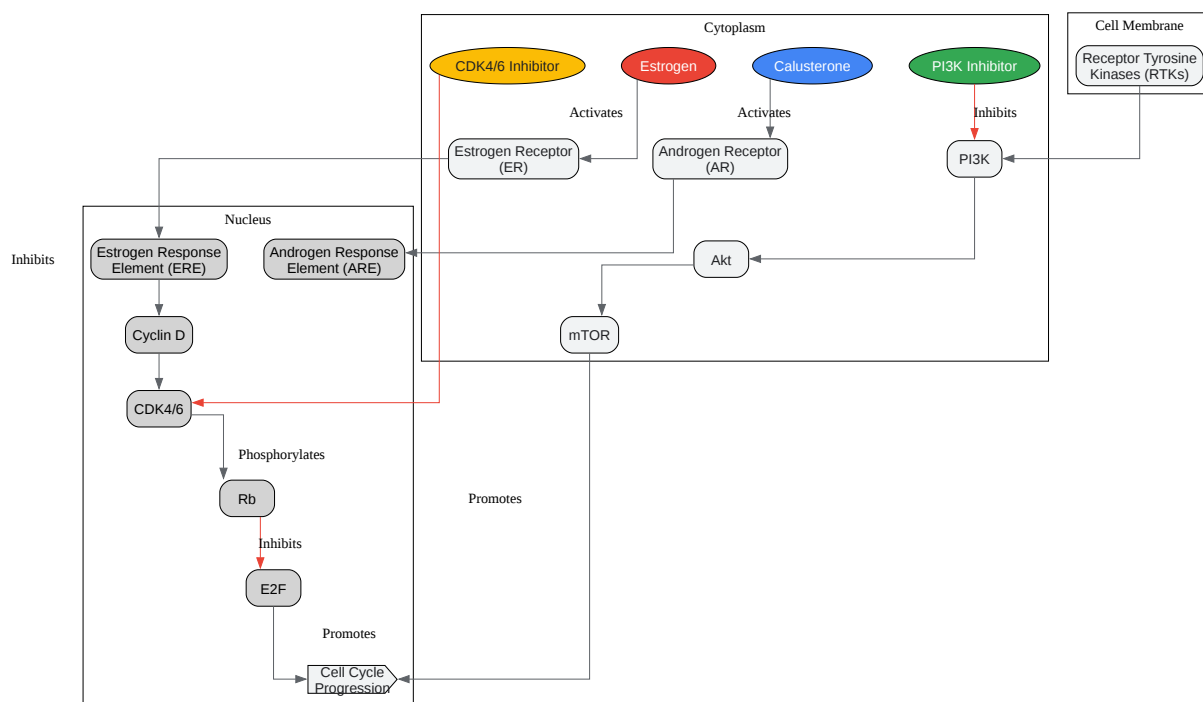 Cell Membrane
Cytoplasm
CDK4/6 Inhibitor
Estrogen
Calusterone
PI3K Inhibitor
Receptor Tyrosine
Kinases (RTKs)
Activates
Activates
Inhibits
Estrogen Receptor
(ER)
Androgen Receptor
(AR)
PI3K
Nucleus
Inhibits
Estrogen Response
Element (ERE)
Androgen Response
Element (ARE)
Akt
Cyclin D
mTOR
CDK4/6
Phosphorylates
Rb
Promotes
Inhibits
E2F
Promotes
Cell Cycle
Progression